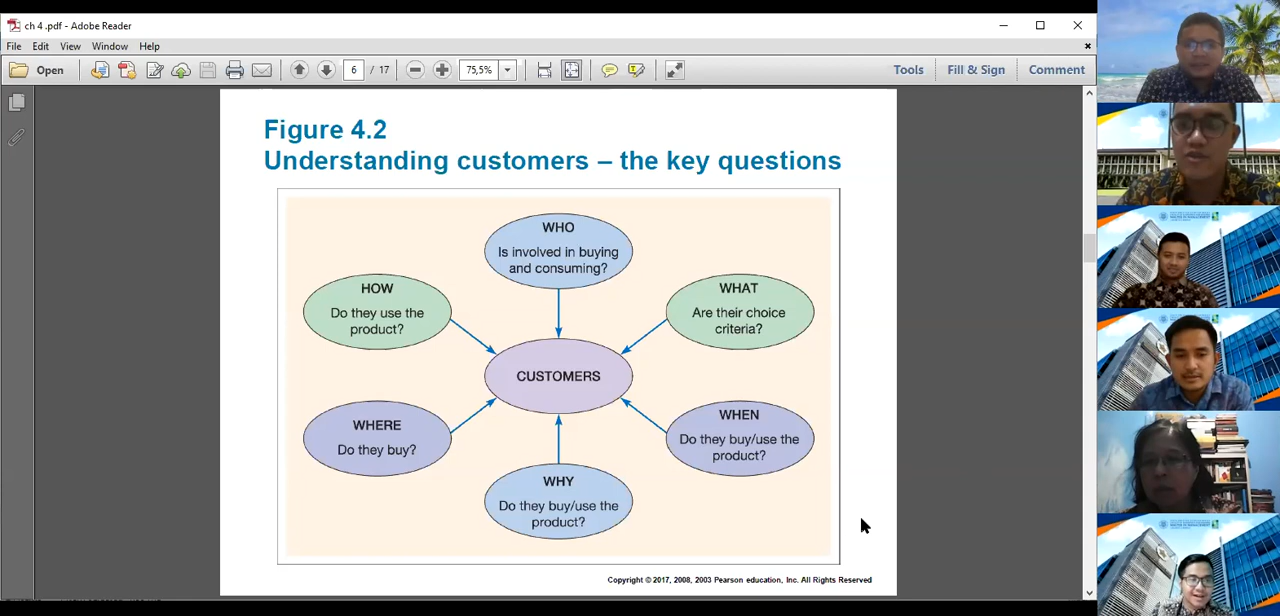 ch 4 .pdf - Adobe Reader
File Edit View Window Help
Open 6 / 17 75,5% Tools Fill & Sign Comment
Figure 4.2
Understanding customers – the key questions
WHO
Is involved in buying
and consuming?
HOW
Do they use the
product?
WHAT
Are their choice
criteria?
CUSTOMERS
WHERE
Do they buy?
WHEN
Do they buy/use the
product?
WHY
Do they buy/use the
product?
Copyright © 2017, 2008, 2003 Pearson education, Inc. All Rights Reserved